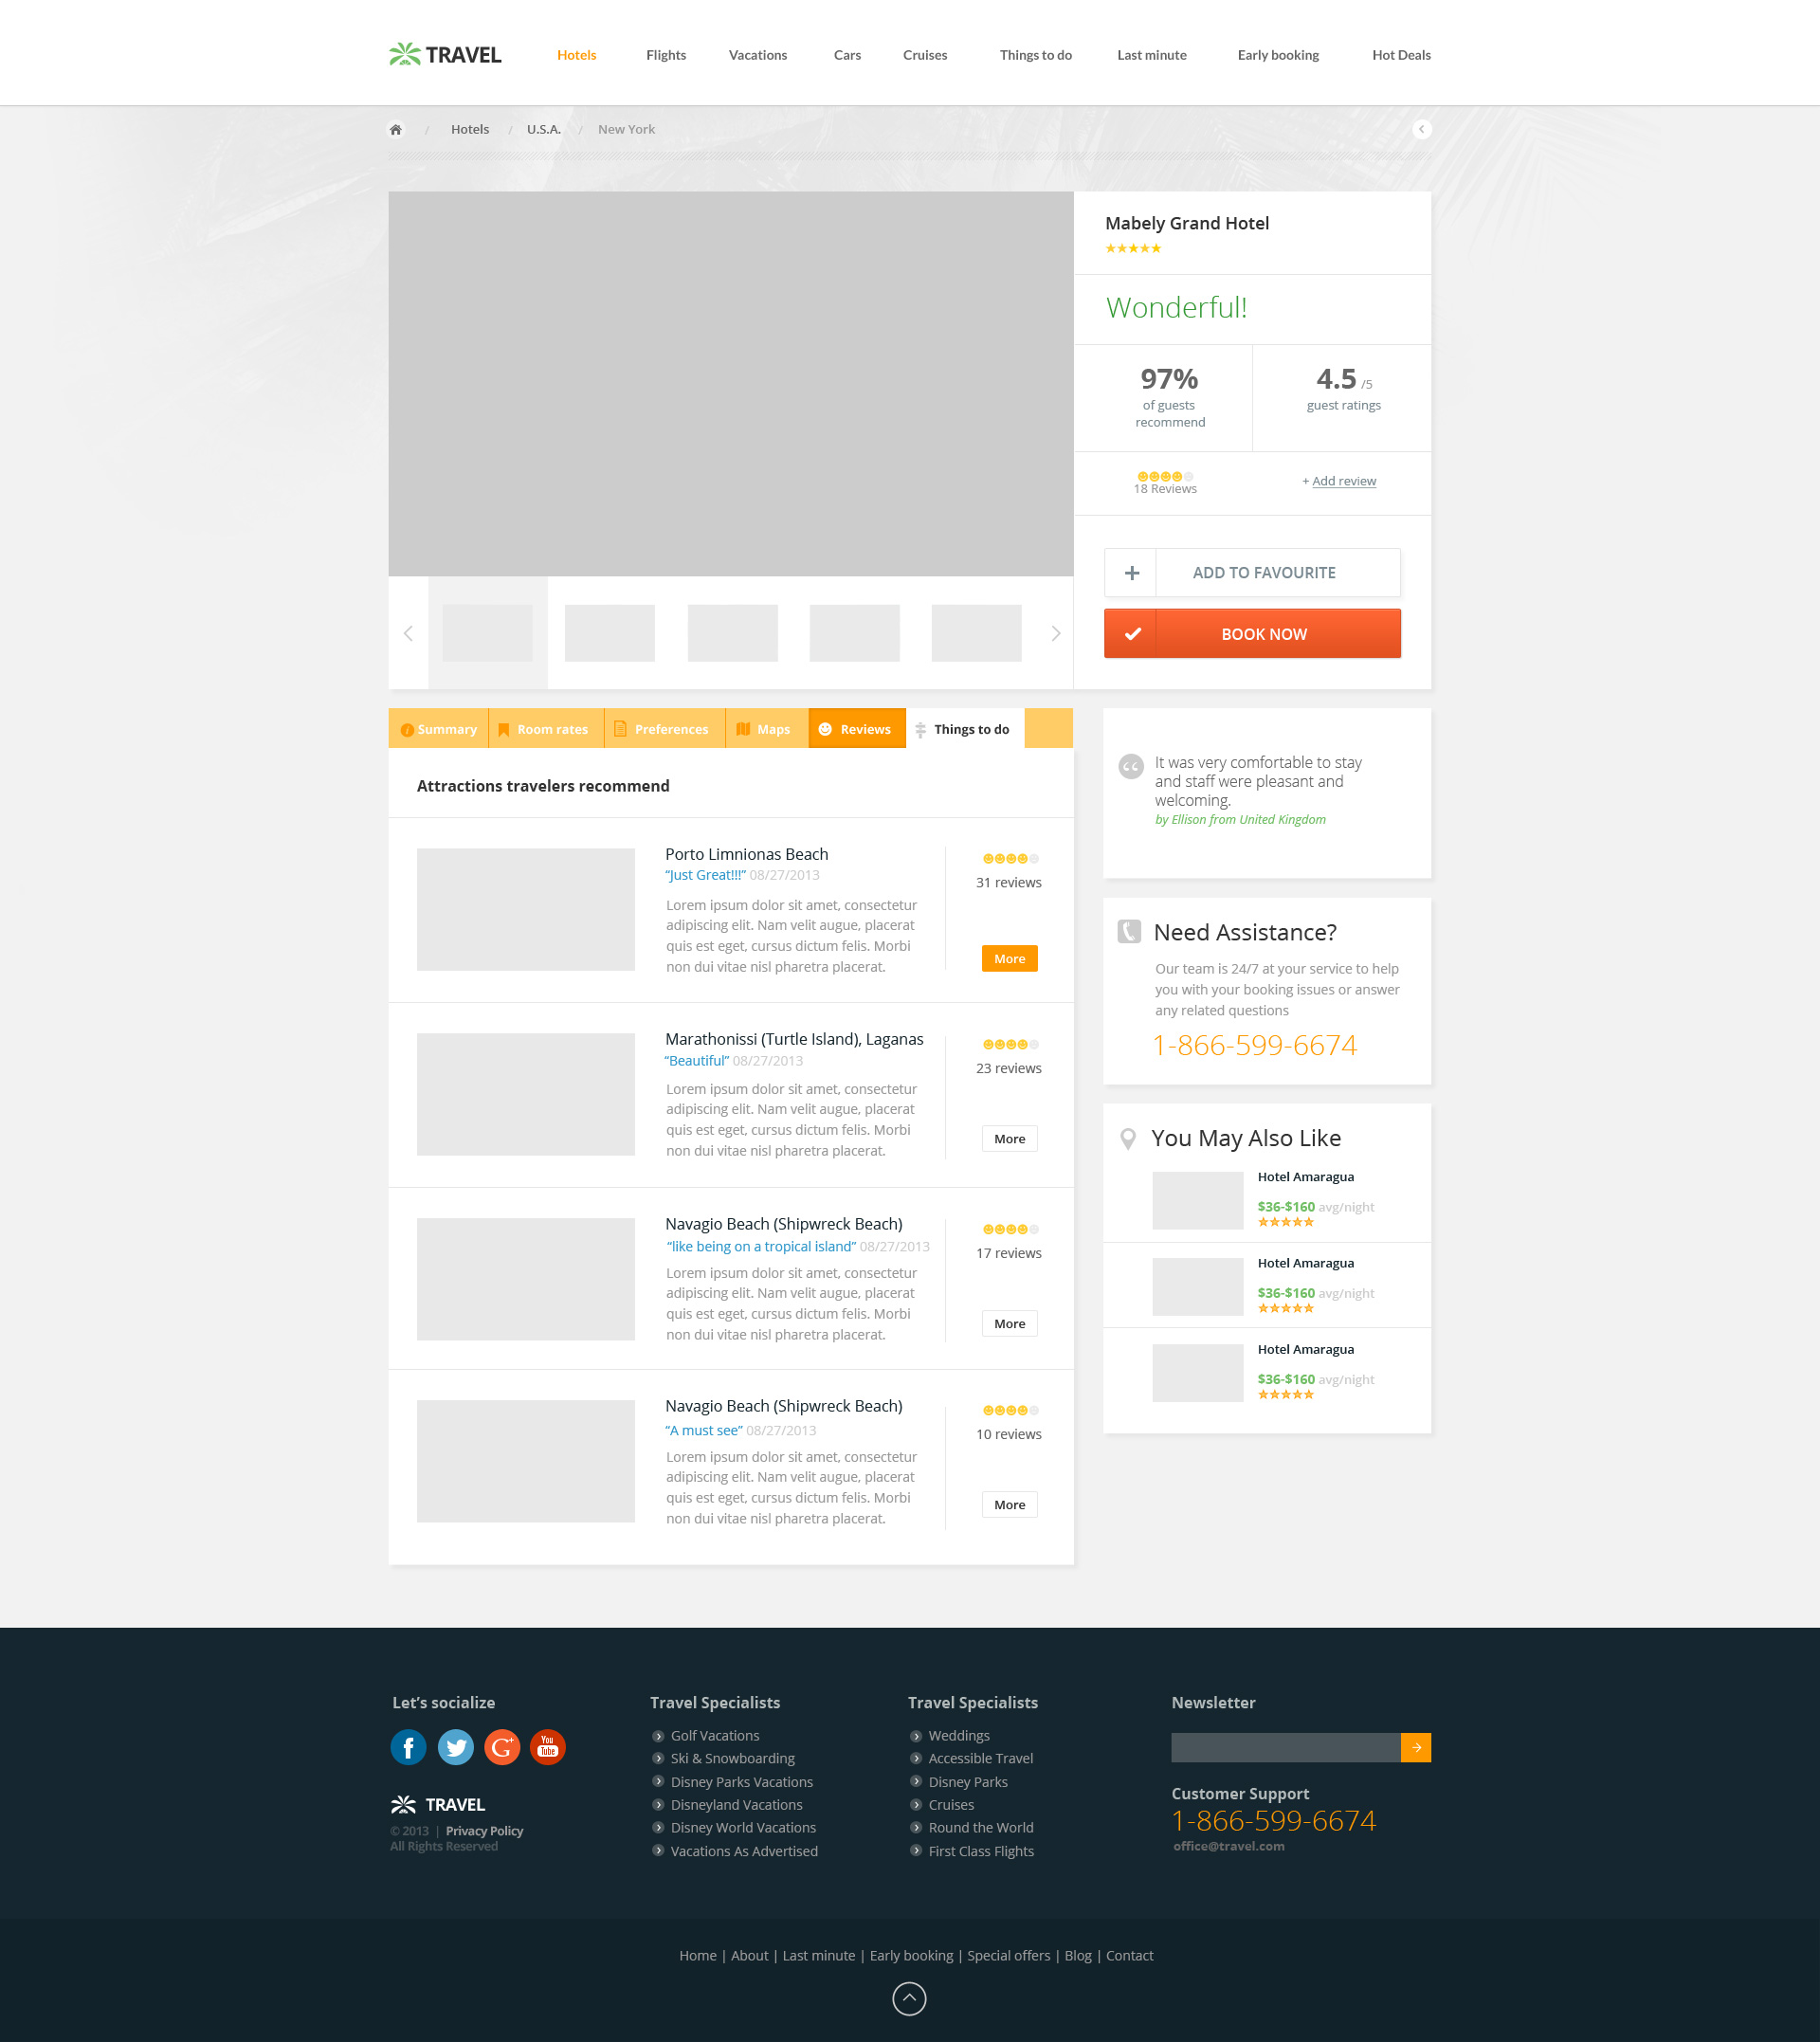 TRAVEL
Hotels Flights Vacations Cars Cruises Things to do Last minute Early booking Hot Deals
/ Hotels / U.S.A. / New York
Mabely Grand Hotel
Wonderful!
97%
of guests
recommend
4.5 /5
guest ratings
18 Reviews
+ Add review
ADD TO FAVOURITE
BOOK NOW
Summary Room rates Preferences Maps Reviews Things to do
Attractions travelers recommend
Porto Limnionas Beach
“Just Great!!!” 08/27/2013
Lorem ipsum dolor sit amet, consectetur
adipiscing elit. Nam velit augue, placerat
quis est eget, cursus dictum felis. Morbi
non dui vitae nisl pharetra placerat.
31 reviews
More
Marathonissi (Turtle Island), Laganas
“Beautiful” 08/27/2013
Lorem ipsum dolor sit amet, consectetur
adipiscing elit. Nam velit augue, placerat
quis est eget, cursus dictum felis. Morbi
non dui vitae nisl pharetra placerat.
23 reviews
More
Navagio Beach (Shipwreck Beach)
“like being on a tropical island” 08/27/2013
Lorem ipsum dolor sit amet, consectetur
adipiscing elit. Nam velit augue, placerat
quis est eget, cursus dictum felis. Morbi
non dui vitae nisl pharetra placerat.
17 reviews
More
Navagio Beach (Shipwreck Beach)
“A must see” 08/27/2013
Lorem ipsum dolor sit amet, consectetur
adipiscing elit. Nam velit augue, placerat
quis est eget, cursus dictum felis. Morbi
non dui vitae nisl pharetra placerat.
10 reviews
More
It was very comfortable to stay
and staff were pleasant and
welcoming.
by Ellison from United Kingdom
Need Assistance?
Our team is 24/7 at your service to help
you with your booking issues or answer
any related questions
1-866-599-6674
You May Also Like
Hotel Amaragua
$36-$160 avg/night
Hotel Amaragua
$36-$160 avg/night
Hotel Amaragua
$36-$160 avg/night
Let’s socialize
You
Tube
TRAVEL
© 2013 | Privacy Policy
All Rights Reserved
Travel Specialists
Golf Vacations
Ski & Snowboarding
Disney Parks Vacations
Disneyland Vacations
Disney World Vacations
Vacations As Advertised
Travel Specialists
Weddings
Accessible Travel
Disney Parks
Cruises
Round the World
First Class Flights
Newsletter
Customer Support
1-866-599-6674
office@travel.com
Home | About | Last minute | Early booking | Special offers | Blog | Contact